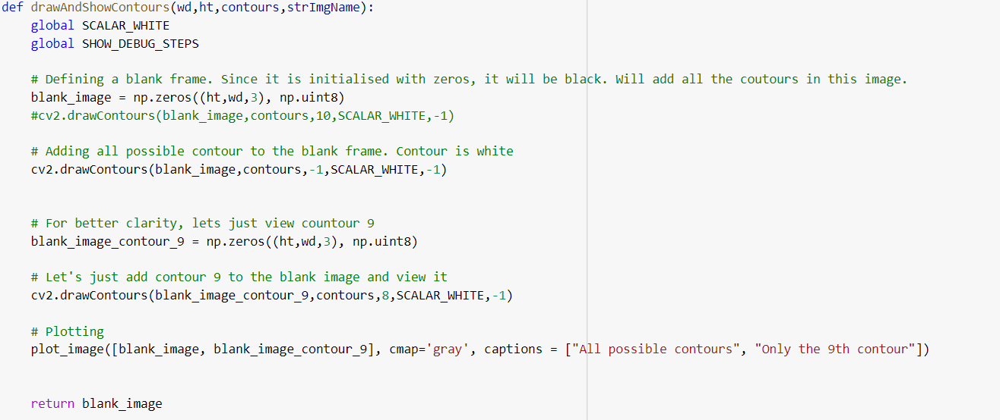 def drawAndShowContours(wd,ht,contours,strImgName):
    global SCALAR_WHITE
    global SHOW_DEBUG_STEPS
    # Defining a blank frame. Since it is initialised with zeros, it will be black. Will add all the coutours in this image.
    blank_image = np.zeros((ht,wd,3), np.uint8)
    #cv2.drawContours(blank_image,contours,10,SCALAR_WHITE,-1)
    # Adding all possible contour to the blank frame. Contour is white
    cv2.drawContours(blank_image,contours,-1,SCALAR_WHITE,-1)
    # For better clarity, lets just view countour 9
    blank_image_contour_9 = np.zeros((ht,wd,3), np.uint8)
    # Let's just add contour 9 to the blank image and view it
    cv2.drawContours(blank_image_contour_9,contours,8,SCALAR_WHITE,-1)
    # Plotting
    plot_image([blank_image, blank_image_contour_9], cmap='gray', captions = ["All possible contours", "Only the 9th contour"])
    return blank_image